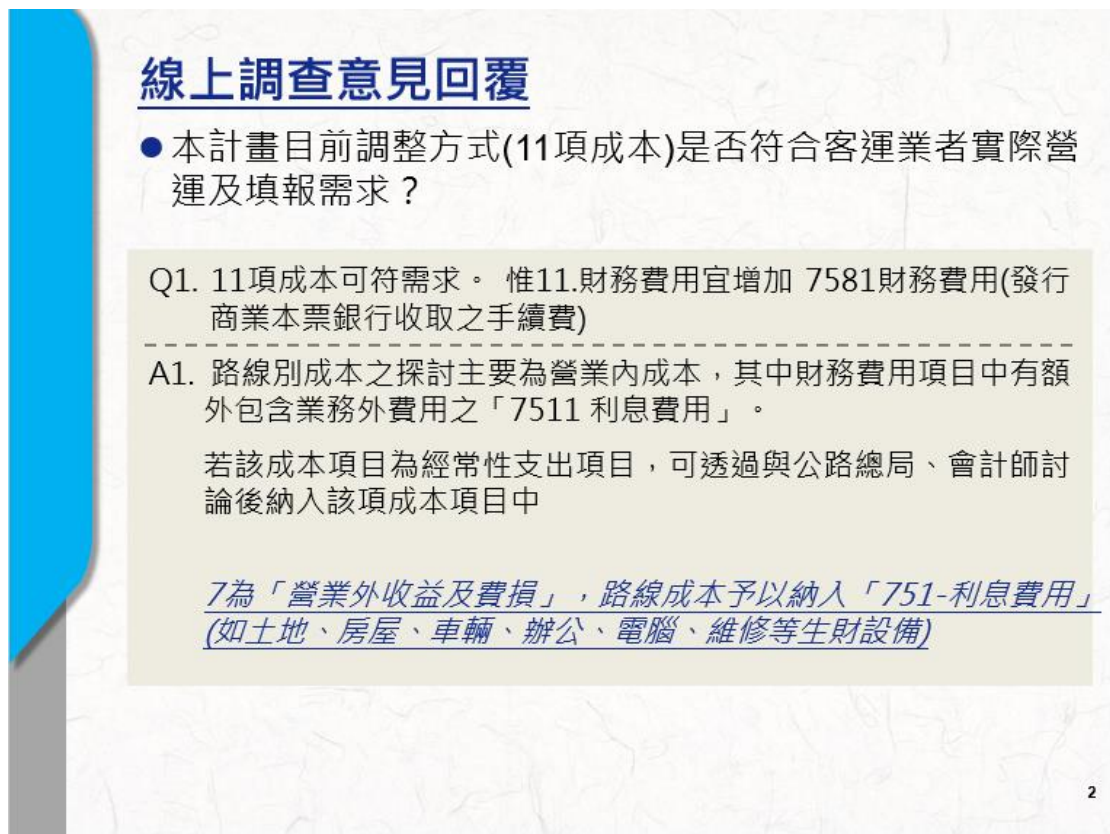 線上調查意見回覆
●本計畫目前調整方式(11項成本)是否符合客運業者實際營
運及填報需求？
Q1. 11項成本可符需求。 惟11.財務費用宜增加 7581財務費用(發行
商業本票銀行收取之手續費)
A1. 路線別成本之探討主要為營業內成本，其中財務費用項目中有額
外包含業務外費用之「7511 利息費用」。
若該成本項目為經常性支出項目，可透過與公路總局、會計師討
論後納入該項成本項目中
7為「營業外收益及費損」，路線成本予以納入「751-利息費用」
(如土地、房屋、車輛、辦公、電腦、維修等生財設備)
2